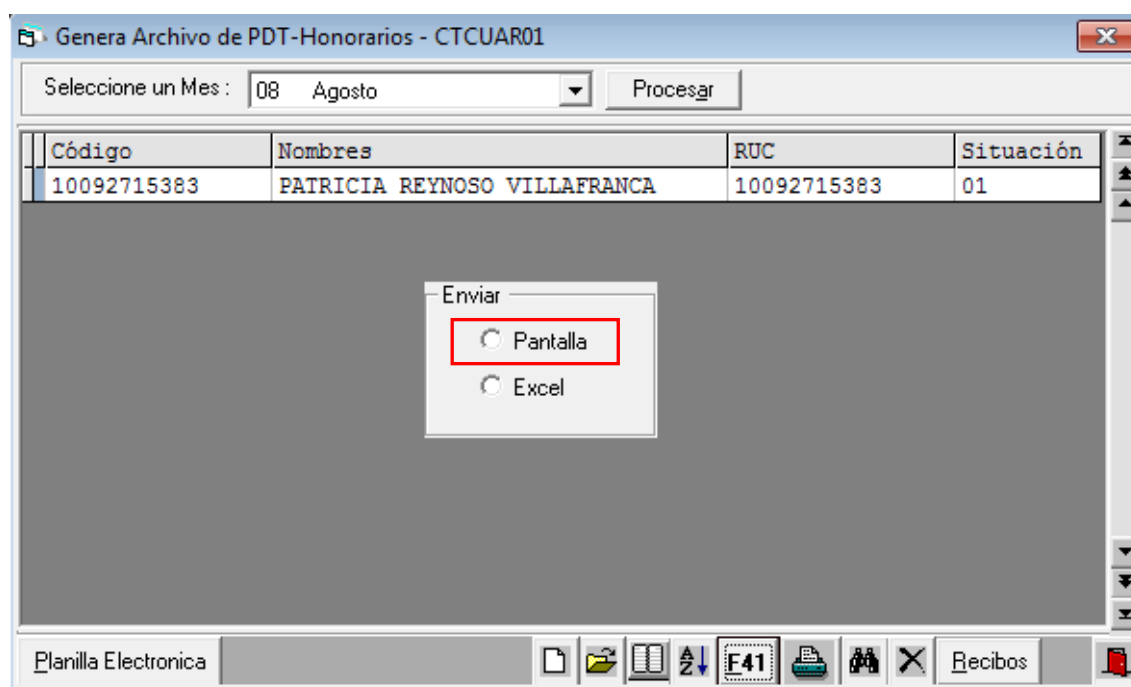 Genera Archivo de PDT-Honorarios - CTCUAR01
Seleccione un Mes : 08 Agosto Procesar
Código Nombres RUC Situación
10092715383 PATRICIA REYNOSO VILLAFRANCA 10092715383 01
Enviar
Pantalla
Excel
Planilla Electronica A Z F41 Recibos